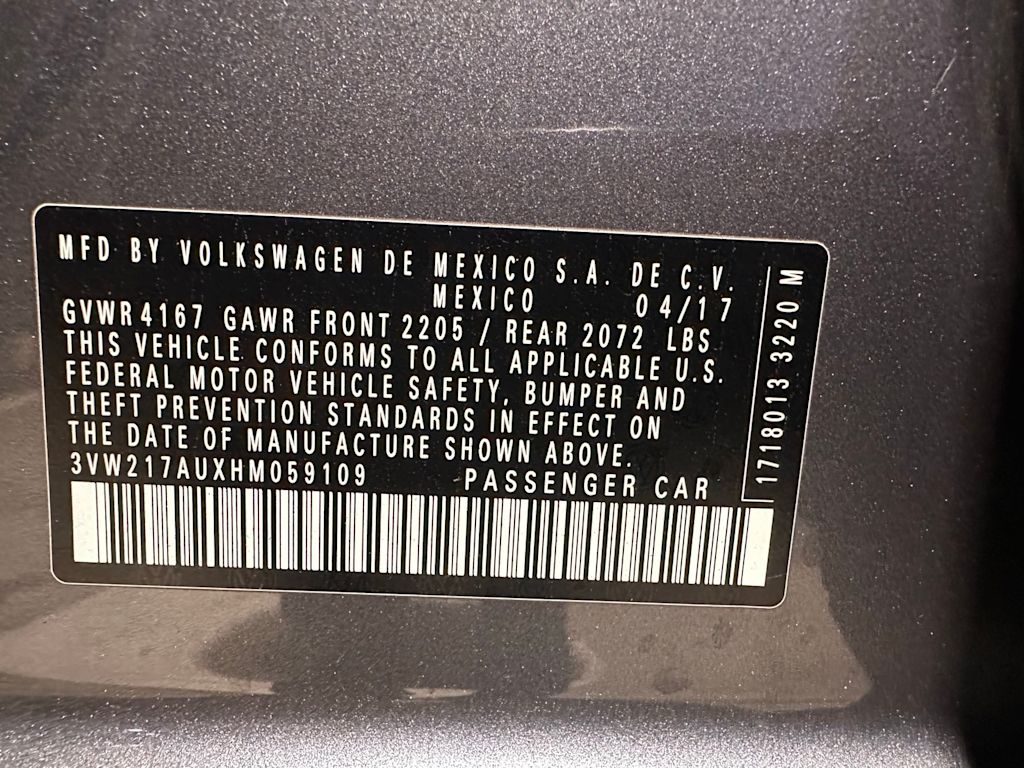 MFD BY VOLKSWAGEN DE MEXICO S.A. DE C.V.
MEXICO 04/17
GVWR 4167 GAWR FRONT 2205 / REAR 2072 LBS
THIS VEHICLE CONFORMS TO ALL APPLICABLE U.S.
FEDERAL MOTOR VEHICLE SAFETY, BUMPER AND
THEFT PREVENTION STANDARDS IN EFFECT ON
THE DATE OF MANUFACTURE SHOWN ABOVE.
3VW217AUXHM059109 PASSENGER CAR
1718013 3220 M